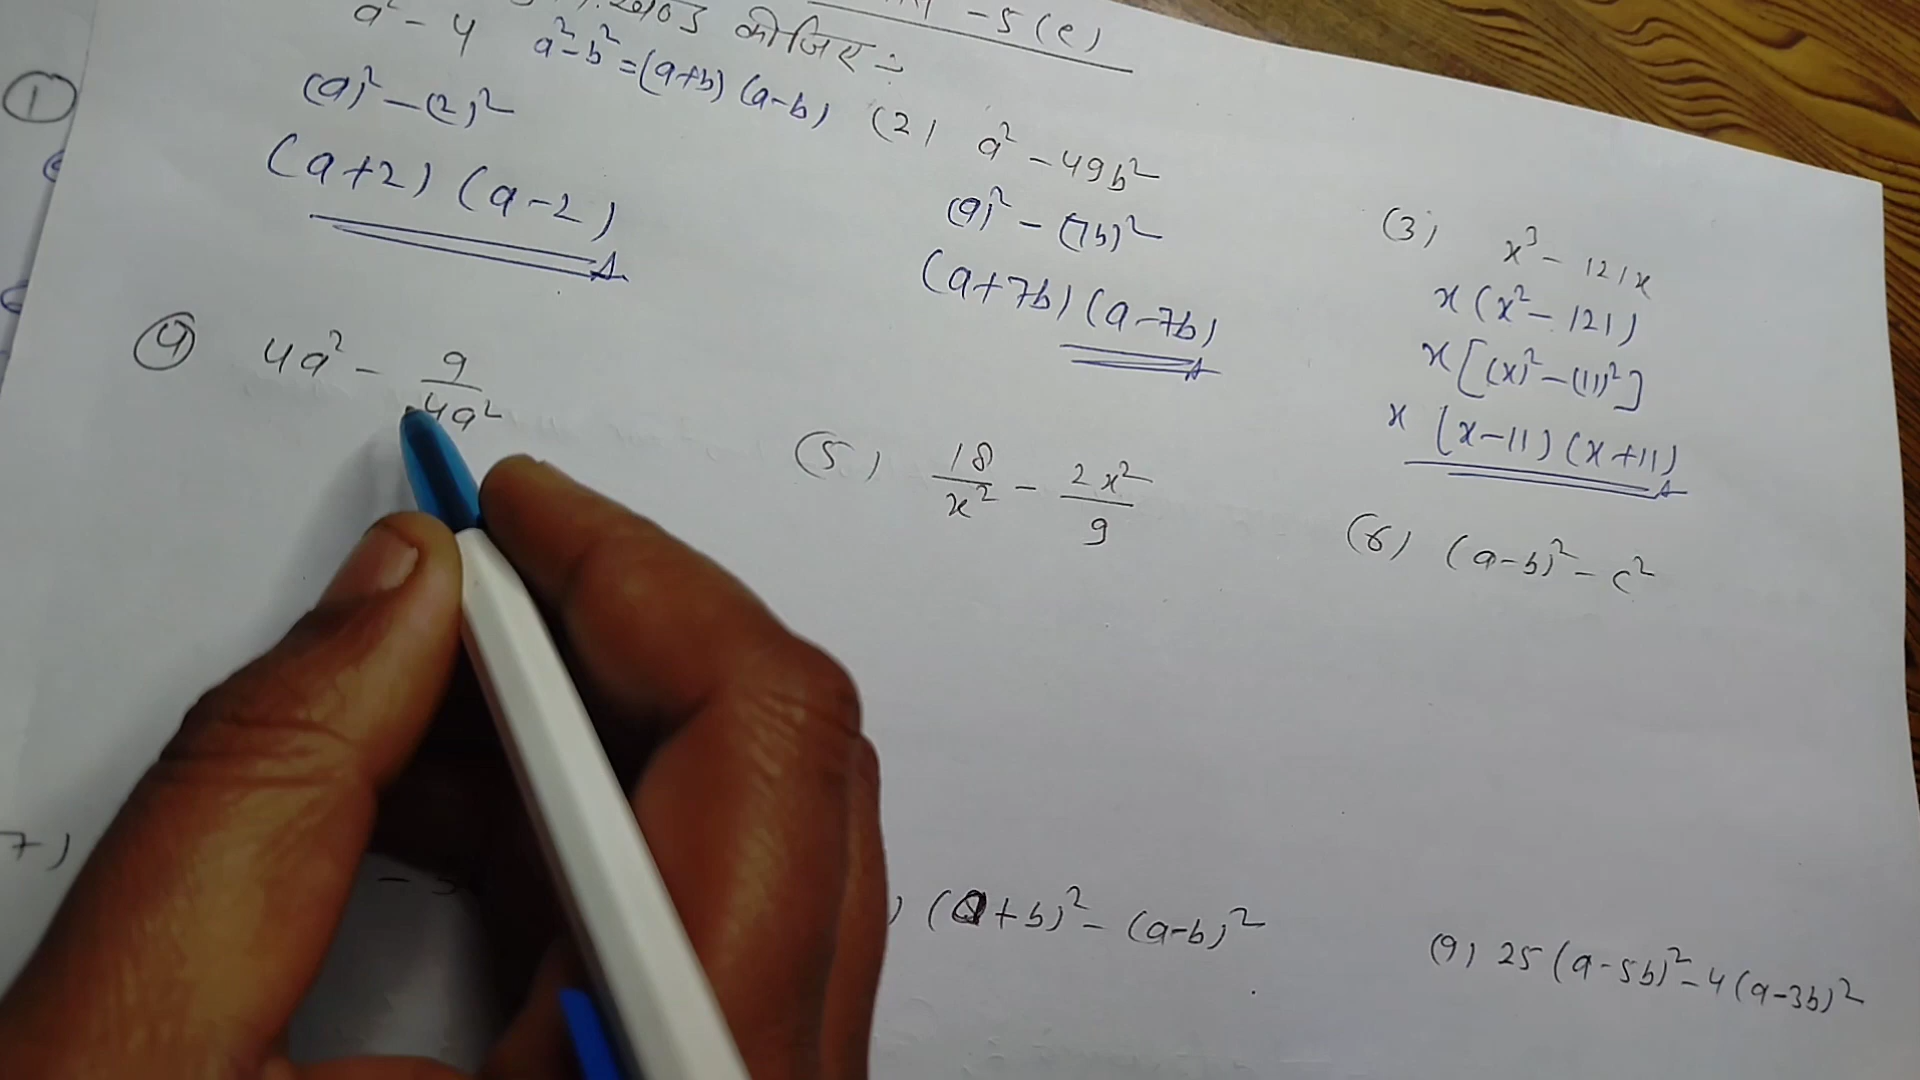 -5(e)
कीजिए :-
a² - 4
a²-b² = (a+b) (a-b)
(a)² - (2)²
(a+2) (a-2)
(2) a² - 49b²
(a)² - (7b)²
(a+7b) (a-7b)
(3) x³ - 121x
x (x² - 121)
x [(x)² - (11)²]
x (x-11) (x+11)
④ 4a² - 9/4a²
(5) 18/x² - 2x²/9
(6) (a-b)² - c²
7)
) (a+b)² - (a-b)²
(9) 25 (a-5b)² - 4 (a-3b)²
①